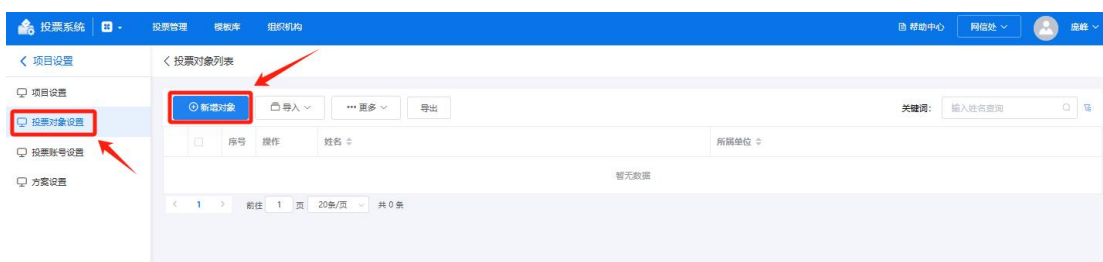 投票系统 投票管理 模板库 组织机构 帮助中心 网信处 庞峰
项目设置 投票对象列表
项目设置
投票对象设置
投票账号设置
方案设置
新增对象 导入 ··· 更多 导出 关键词: 输入姓名查询
序号 操作 姓名 所属单位
暂无数据
1 前往 1 页 20条/页 共 0 条